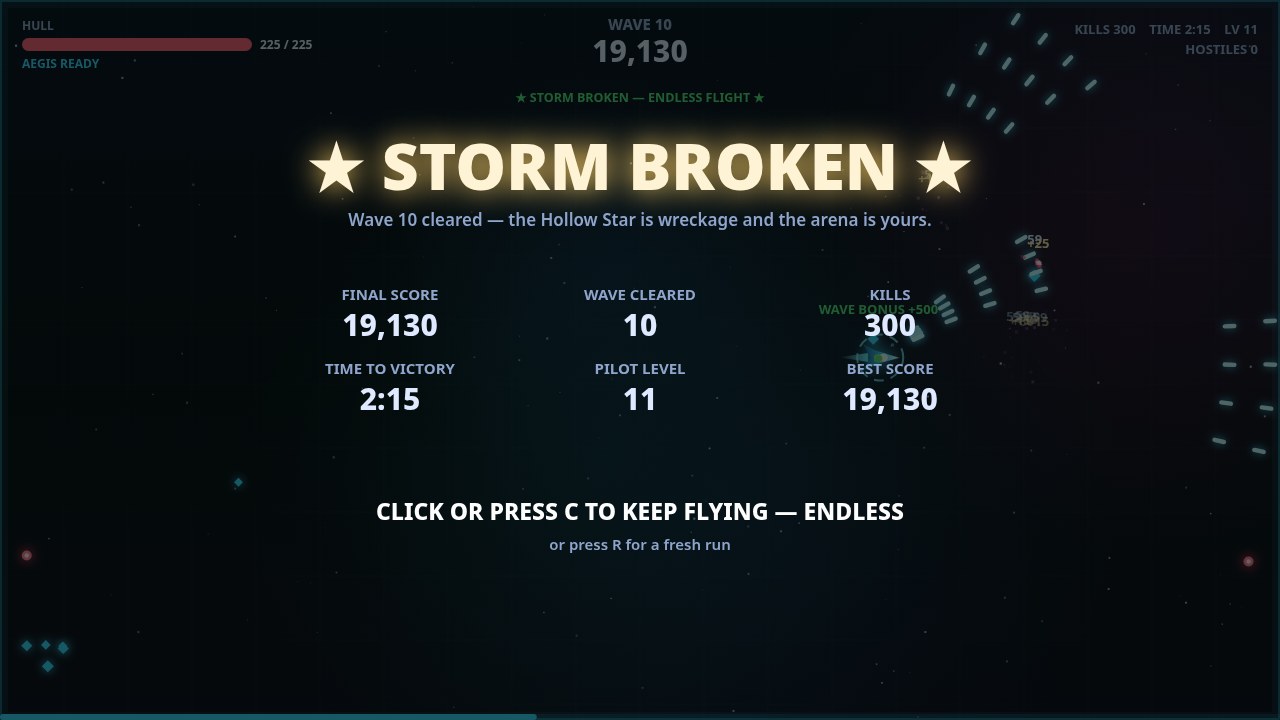 HULL
225 / 225
AEGIS READY
WAVE 10
19,130
KILLS 300 TIME 2:15 LV 11
HOSTILES 0
★ STORM BROKEN — ENDLESS FLIGHT ★
★ STORM BROKEN ★
Wave 10 cleared — the Hollow Star is wreckage and the arena is yours.
59
+25
FINAL SCORE
19,130
WAVE CLEARED
10
KILLS
300
WAVE BONUS +500
TIME TO VICTORY
2:15
PILOT LEVEL
11
BEST SCORE
19,130
CLICK OR PRESS C TO KEEP FLYING — ENDLESS
or press R for a fresh run